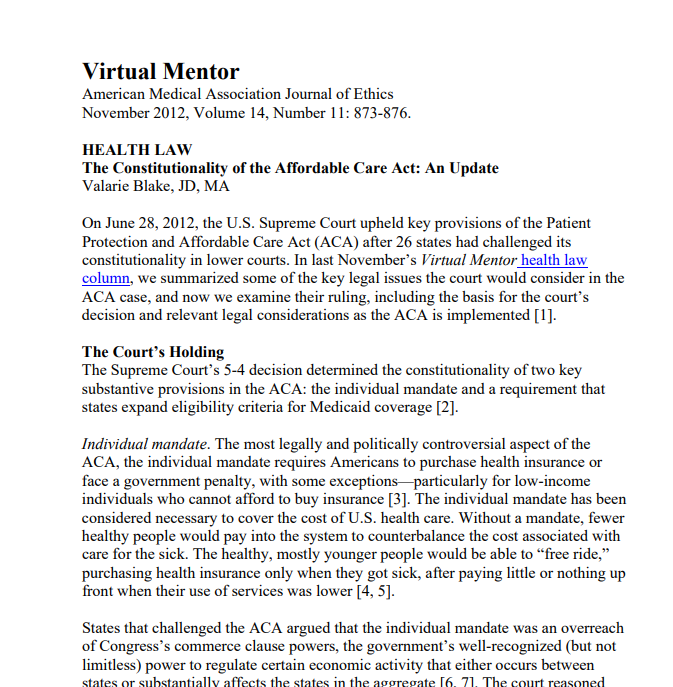 Virtual Mentor
American Medical Association Journal of Ethics
November 2012, Volume 14, Number 11: 873-876.
HEALTH LAW
The Constitutionality of the Affordable Care Act: An Update
Valarie Blake, JD, MA
On June 28, 2012, the U.S. Supreme Court upheld key provisions of the Patient
Protection and Affordable Care Act (ACA) after 26 states had challenged its
constitutionality in lower courts. In last November’s Virtual Mentor health law
column, we summarized some of the key legal issues the court would consider in the
ACA case, and now we examine their ruling, including the basis for the court’s
decision and relevant legal considerations as the ACA is implemented [1].
The Court’s Holding
The Supreme Court’s 5-4 decision determined the constitutionality of two key
substantive provisions in the ACA: the individual mandate and a requirement that
states expand eligibility criteria for Medicaid coverage [2].
Individual mandate. The most legally and politically controversial aspect of the
ACA, the individual mandate requires Americans to purchase health insurance or
face a government penalty, with some exceptions—particularly for low-income
individuals who cannot afford to buy insurance [3]. The individual mandate has been
considered necessary to cover the cost of U.S. health care. Without a mandate, fewer
healthy people would pay into the system to counterbalance the cost associated with
care for the sick. The healthy, mostly younger people would be able to “free ride,”
purchasing health insurance only when they got sick, after paying little or nothing up
front when their use of services was lower [4, 5].
States that challenged the ACA argued that the individual mandate was an overreach
of Congress’s commerce clause powers, the government’s well-recognized (but not
limitless) power to regulate certain economic activity that either occurs between
states or substantially affects the states in the aggregate [6, 7]. The court reasoned